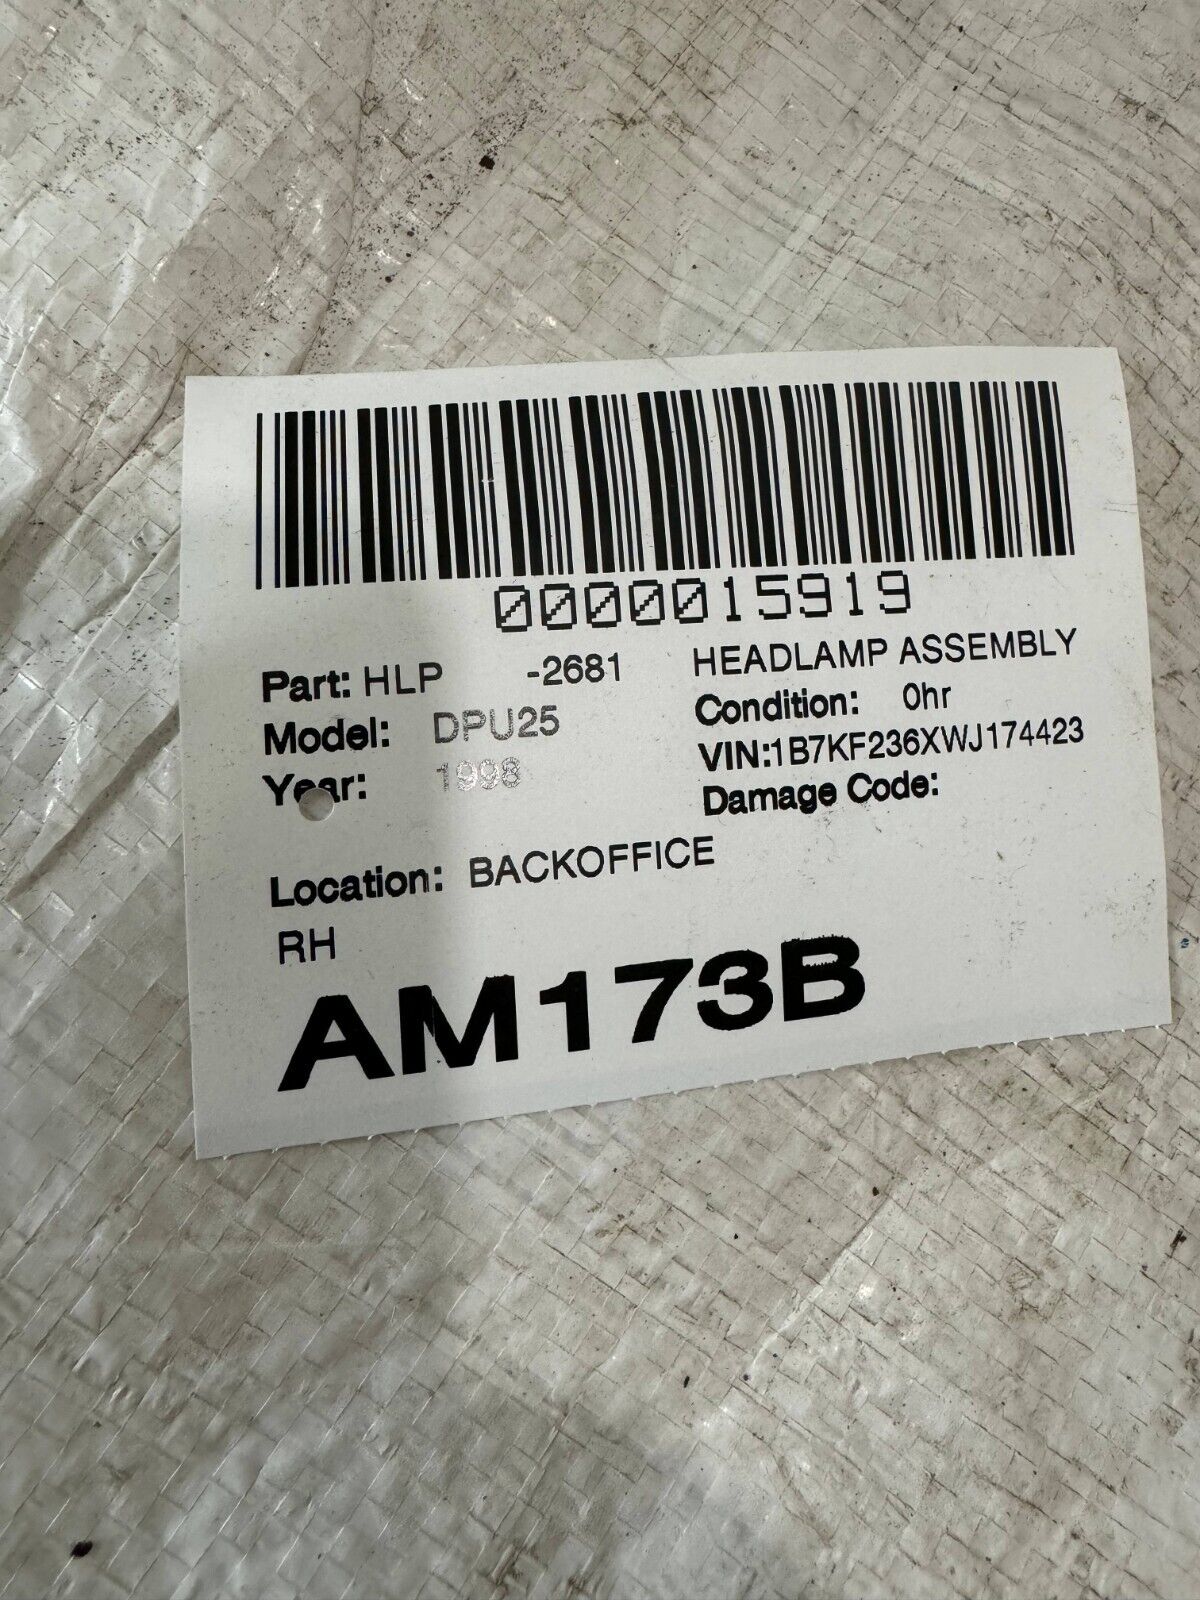 0000015919
Part: HLP -2681 HEADLAMP ASSEMBLY
Model: DPU25 Condition: 0hr
Year: 1998 VIN:1B7KF236XWJ174423
Damage Code:
Location: BACKOFFICE
RH
AM173B